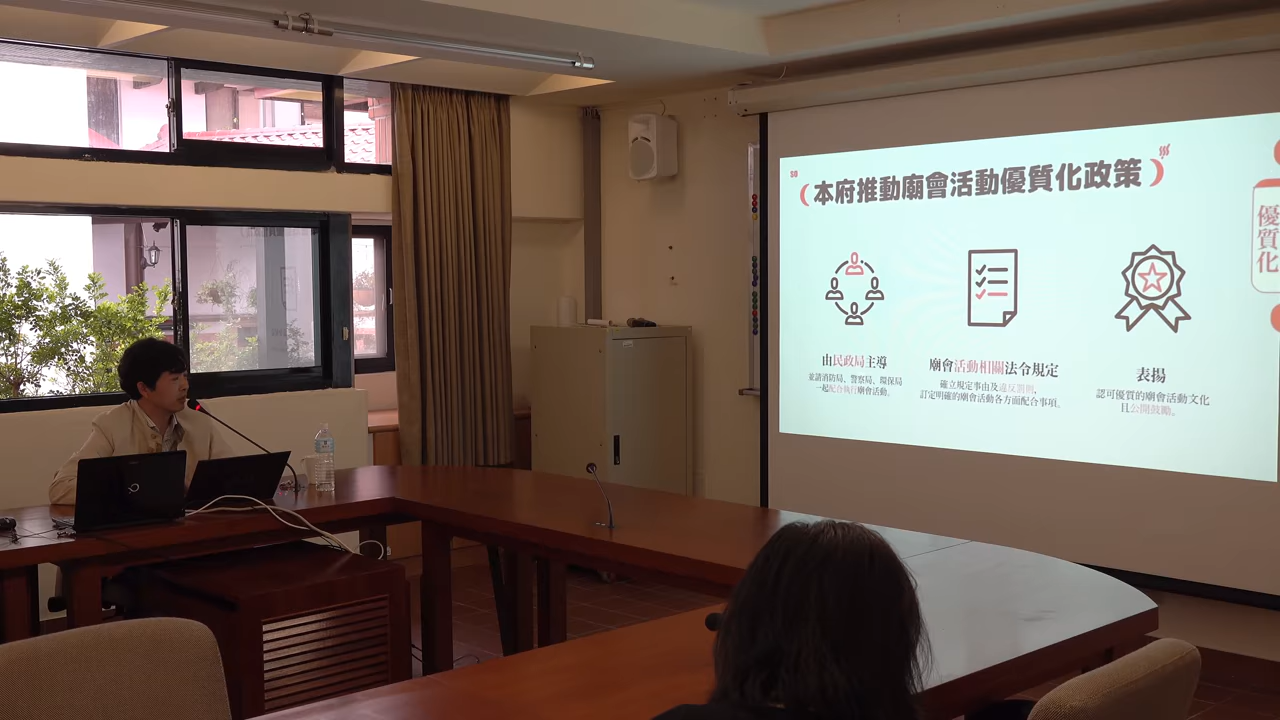 本府推動廟會活動優質化政策
優質化
由民政局主導
並請消防局、警察局、環保局
一起配合執行廟會活動。
廟會活動相關法令規定
確立規定事由及違反罰則,
訂定明確的廟會活動各方面配合事項。
表揚
認可優質的廟會活動文化
且公開鼓勵。